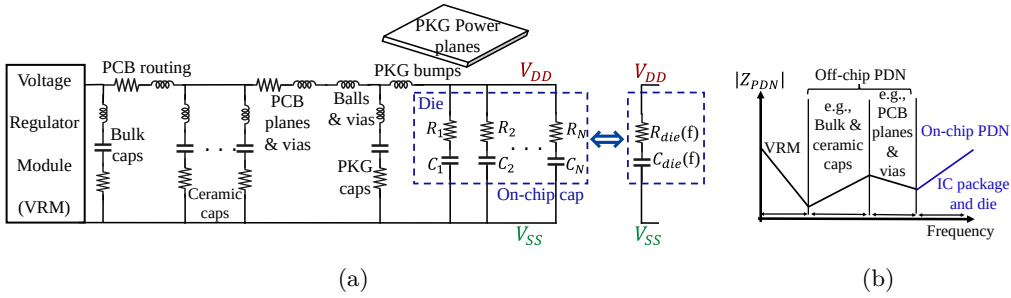 Voltage
Regulator
Module
(VRM)
PCB routing
Bulk
caps
Ceramic
caps
PCB
planes
& vias
Balls
& vias
PKG
caps
PKG bumps
PKG Power
planes
V_DD
Die
R_1
R_2
R_N
C_1
C_2
C_N
. . .
. . .
On-chip cap
V_SS
V_DD
R_die(f)
C_die(f)
V_SS
(a)
|Z_PDN|
Off-chip PDN
VRM
e.g.,
Bulk &
ceramic
caps
e.g.,
PCB
planes
&
vias
On-chip PDN
IC package
and die
Frequency
(b)